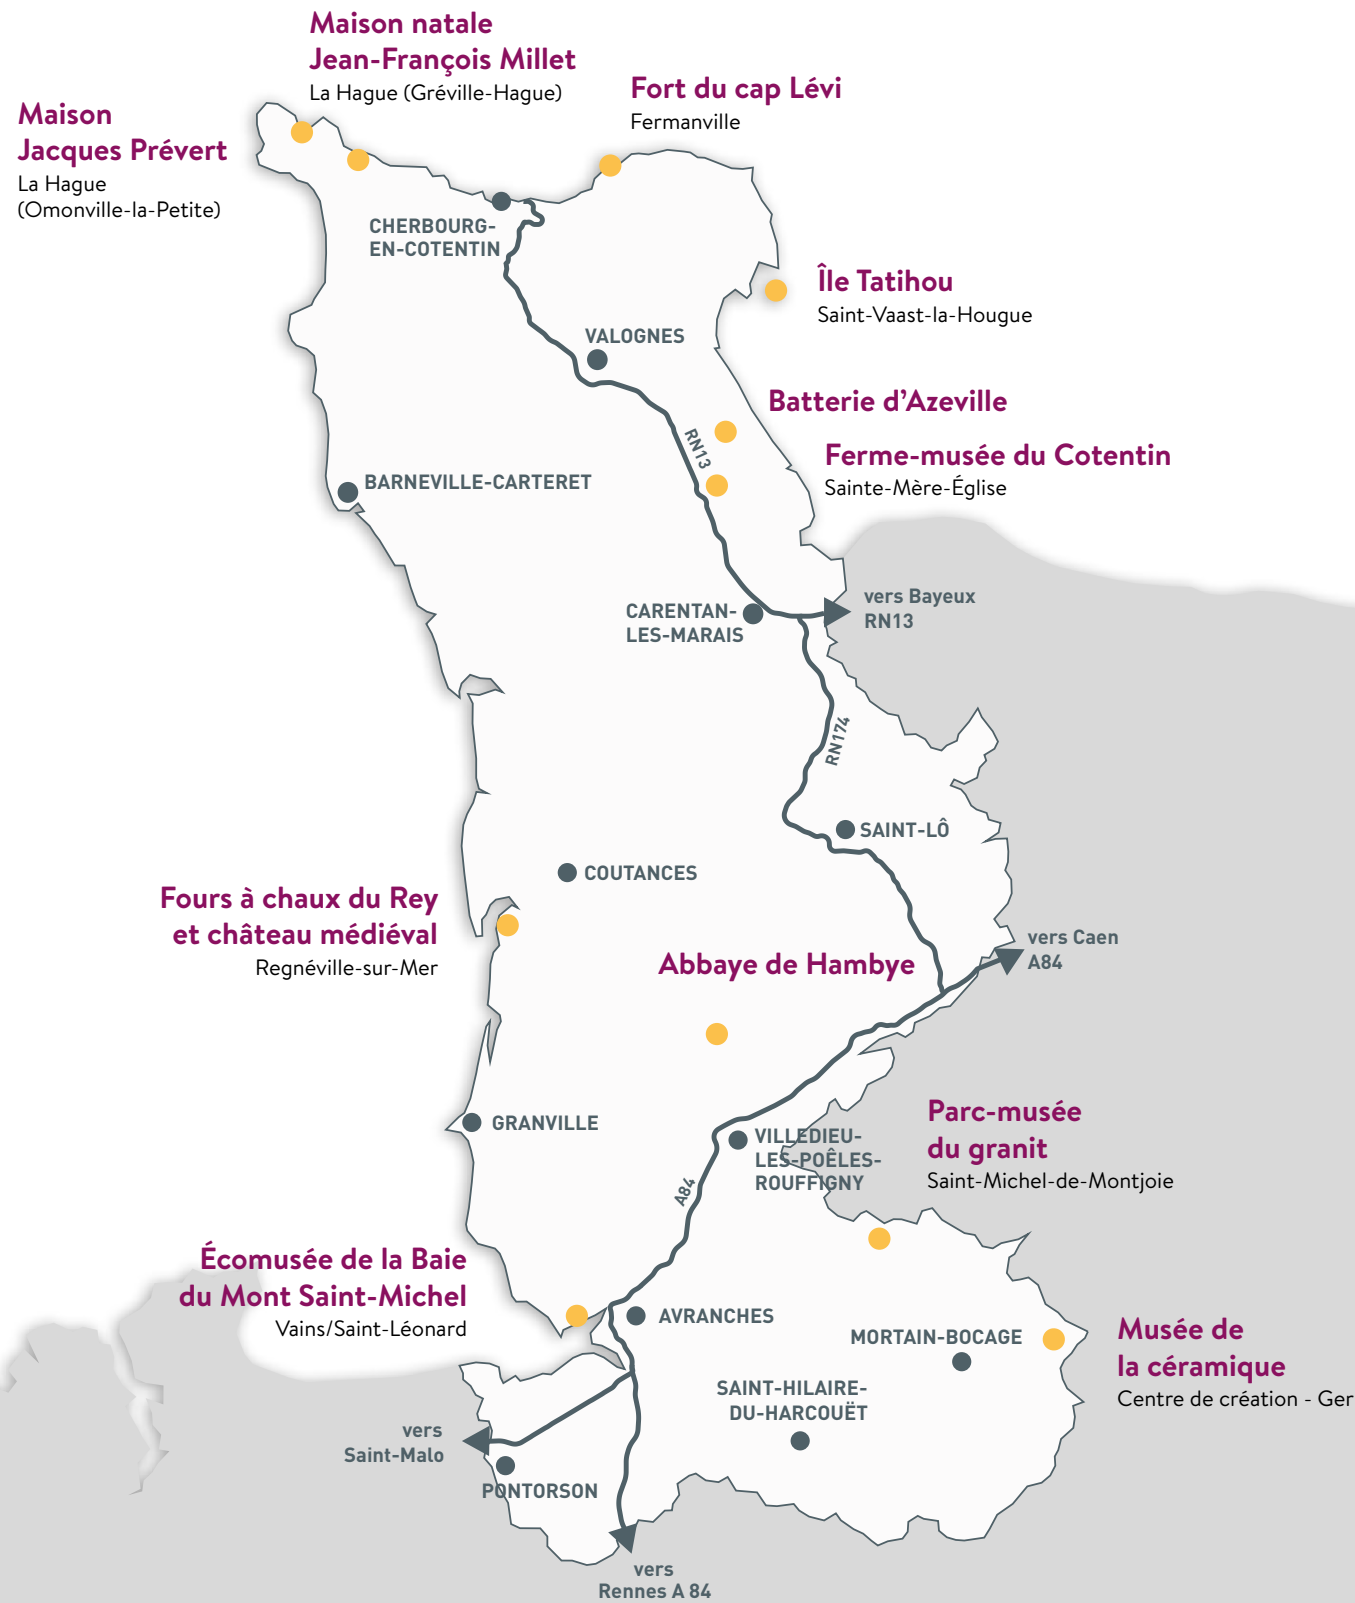 Maison natale
Jean-François Millet
La Hague (Gréville-Hague)
Fort du cap Lévi
Fermanville
Maison
Jacques Prévert
La Hague
(Omonville-la-Petite)
CHERBOURG-
EN-COTENTIN
Île Tatihou
Saint-Vaast-la-Hougue
VALOGNES
Batterie d’Azeville
RN13
Ferme-musée du Cotentin
Sainte-Mère-Église
BARNEVILLE-CARTERET
vers Bayeux
RN13
CARENTAN-
LES-MARAIS
RN174
SAINT-LÔ
COUTANCES
Fours à chaux du Rey
et château médiéval
Regnéville-sur-Mer
Abbaye de Hambye
vers Caen
A84
GRANVILLE
VILLEDIEU-
LES-POÊLES-
ROUFFIGNY
A84
Parc-musée
du granit
Saint-Michel-de-Montjoie
Écomusée de la Baie
du Mont Saint-Michel
Vains/Saint-Léonard
AVRANCHES
MORTAIN-BOCAGE
Musée de
la céramique
Centre de création - Ger
SAINT-HILAIRE-
DU-HARCOUËT
vers
Saint-Malo
PONTORSON
vers
Rennes A 84